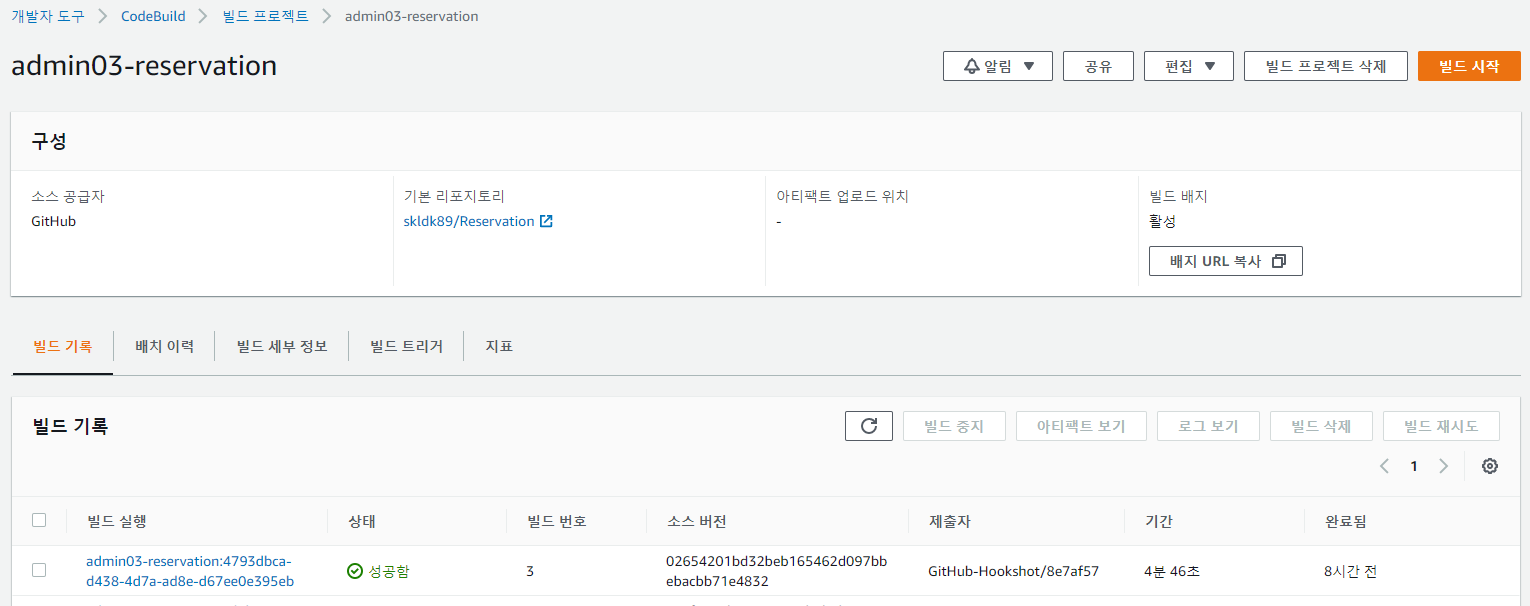 개발자 도구 > CodeBuild > 빌드 프로젝트 > admin03-reservation
admin03-reservation
알림 ▼ 공유 편집 ▼ 빌드 프로젝트 삭제 빌드 시작
구성
소스 공급자 기본 리포지토리 아티팩트 업로드 위치 빌드 배지
GitHub skldk89/Reservation - 활성
배지 URL 복사
빌드 기록 배치 이력 빌드 세부 정보 빌드 트리거 지표
빌드 기록 빌드 중지 아티팩트 보기 로그 보기 빌드 삭제 빌드 재시도
< 1 >
빌드 실행 상태 빌드 번호 소스 버전 제출자 기간 완료됨
admin03-reservation:4793dbca- 02654201bd32beb165462d097bb
성공함 3 GitHub-Hookshot/8e7af57 4분 46초 8시간 전
d438-4d7a-ad8e-d67ee0e395eb ebacbb71e4832